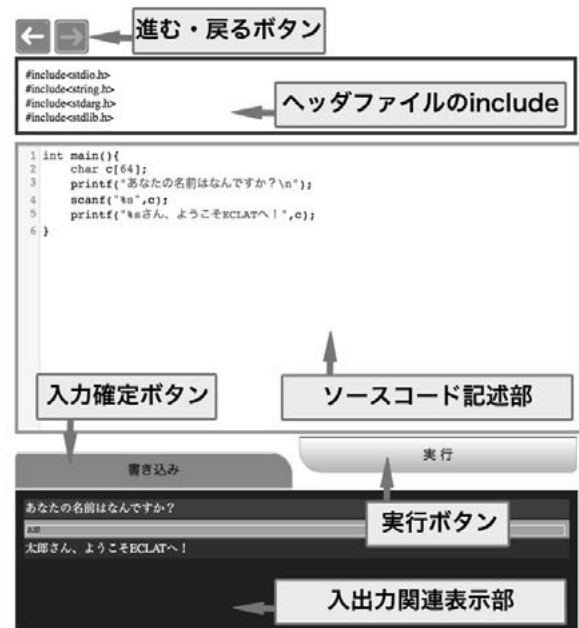 進む・戻るボタン
#include<stdio.h>
#include<string.h>
#include<stdarg.h>
#include<stdlib.h>
ヘッダファイルのinclude
1 int main(){
2 char c[64];
3 printf("あなたの名前はなんですか？\n");
4 scanf("%s",c);
5 printf("%sさん、ようこそECLATへ！",c);
6 }
入力確定ボタン
ソースコード記述部
書き込み
実行
あなたの名前はなんですか？
太郎
太郎さん、ようこそECLATへ！
実行ボタン
入出力関連表示部